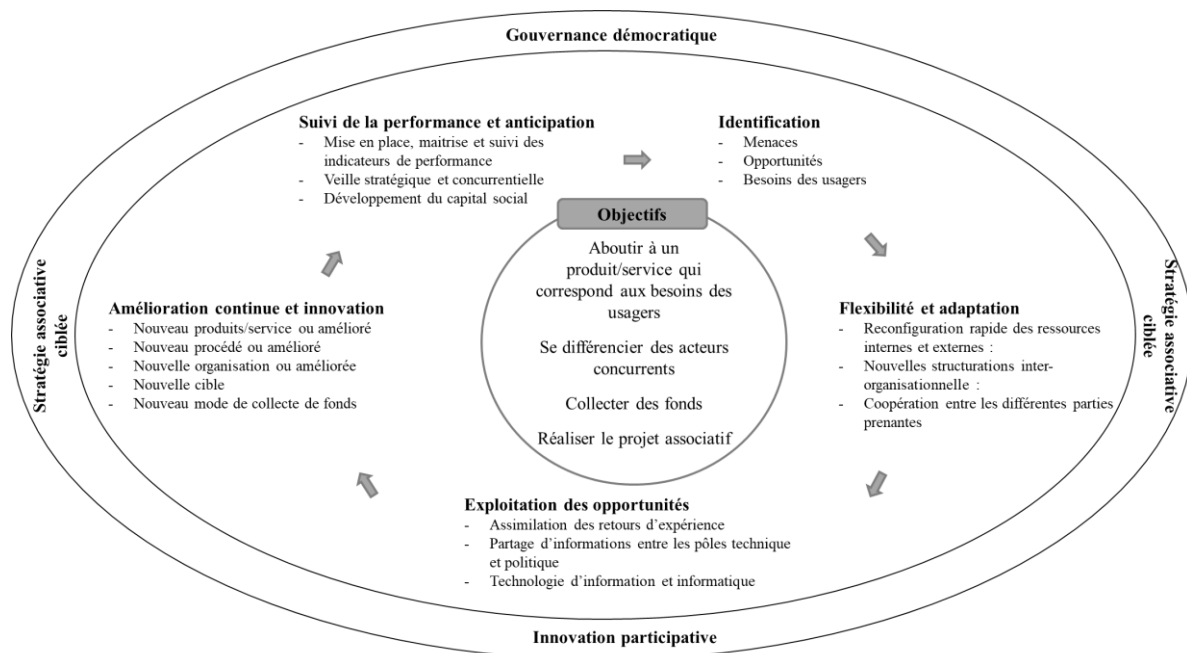 Gouvernance démocratique
Suivi de la performance et anticipation
- Mise en place, maitrise et suivi des
indicateurs de performance
- Veille stratégique et concurrentielle
- Développement du capital social
Identification
- Menaces
- Opportunités
- Besoins des usagers
Objectifs
Aboutir à un
produit/service qui
correspond aux besoins des
usagers
Se différencier des acteurs
concurrents
Collecter des fonds
Réaliser le projet associatif
Stratégie associative
ciblée
Amélioration continue et innovation
- Nouveau produits/service ou amélioré
- Nouveau procédé ou amélioré
- Nouvelle organisation ou améliorée
- Nouvelle cible
- Nouveau mode de collecte de fonds
Flexibilité et adaptation
- Reconfiguration rapide des ressources
internes et externes :
- Nouvelles structurations inter-
organisationnelle :
- Coopération entre les différentes parties
prenantes
Stratégie associative
ciblée
Exploitation des opportunités
- Assimilation des retours d’expérience
- Partage d’informations entre les pôles technique
et politique
- Technologie d’information et informatique
Innovation participative